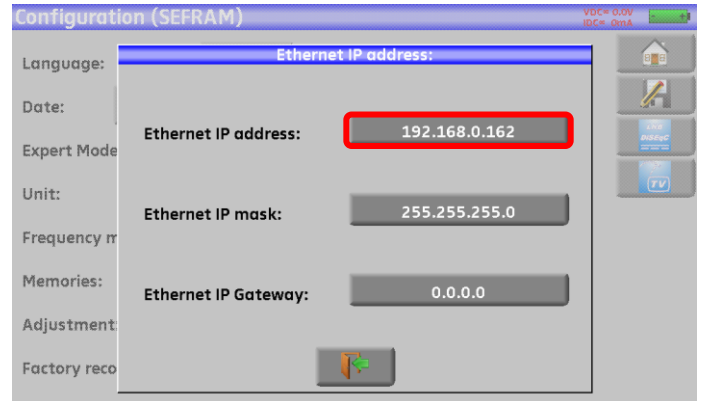 Configuration (SEFRAM)
VDC= 0.0V
IDC= 0mA
Ethernet IP address:
Language:
Date:
Ethernet IP address: 192.168.0.162
Expert Mode
Unit:
Ethernet IP mask: 255.255.255.0
Frequency m
Memories:
Ethernet IP Gateway: 0.0.0.0
Adjustment:
Factory reco
LNB
DiSEqC
TV